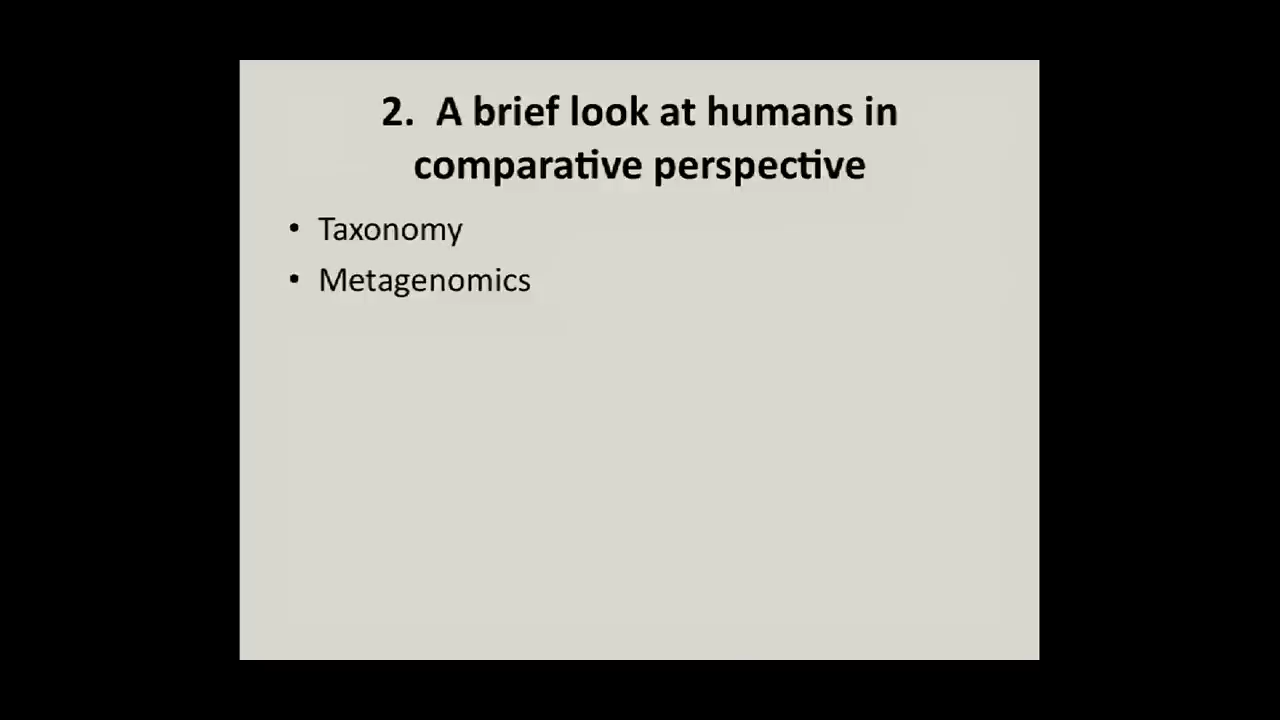 2. A brief look at humans in
comparative perspective
• Taxonomy
• Metagenomics